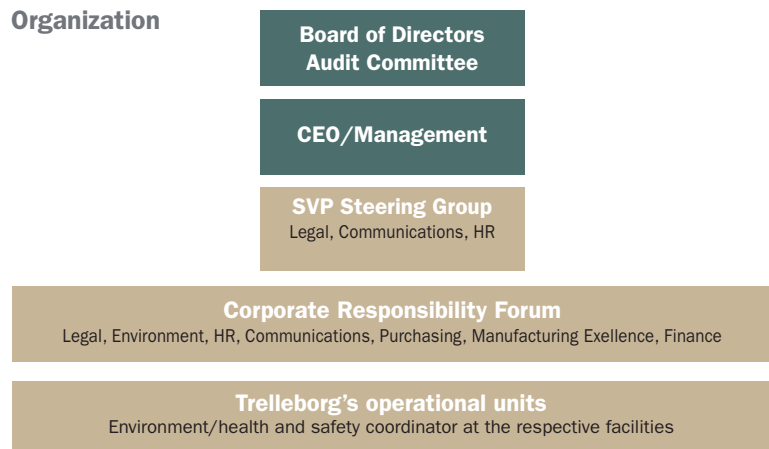 Organization
Board of Directors
Audit Committee
CEO/Management
SVP Steering Group
Legal, Communications, HR
Corporate Responsibility Forum
Legal, Environment, HR, Communications, Purchasing, Manufacturing Exellence, Finance
Trelleborg’s operational units
Environment/health and safety coordinator at the respective facilities